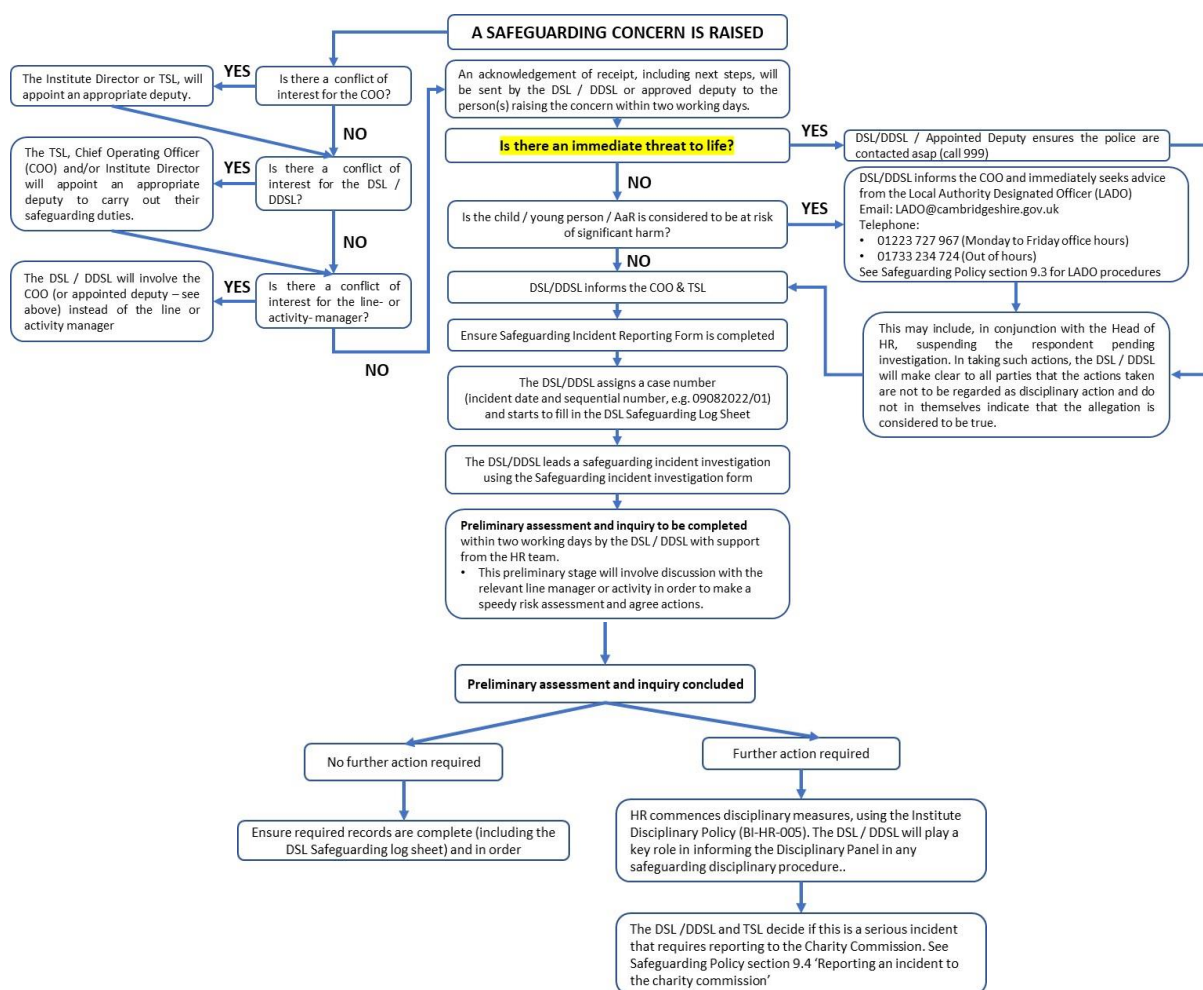 A SAFEGUARDING CONCERN IS RAISED
Is there a conflict of
interest for the COO?
YES
The Institute Director or TSL, will
appoint an appropriate deputy.
NO
Is there a conflict of
interest for the DSL /
DDSL?
YES
The TSL, Chief Operating Officer
(COO) and/or Institute Director
will appoint an appropriate
deputy to carry out their
safeguarding duties.
NO
Is there a conflict of
interest for the line- or
activity- manager?
YES
The DSL / DDSL will involve the
COO (or appointed deputy – see
above) instead of the line or
activity manager
NO
An acknowledgement of receipt, including next steps, will
be sent by the DSL / DDSL or approved deputy to the
person(s) raising the concern within two working days.
Is there an immediate threat to life?
YES
DSL/DDSL / Appointed Deputy ensures the police are
contacted asap (call 999)
NO
Is the child / young person / AaR is considered to be at risk
of significant harm?
YES
DSL/DDSL informs the COO and immediately seeks advice
from the Local Authority Designated Officer (LADO)
Email: LADO@cambridgeshire.gov.uk
Telephone:
• 01223 727 967 (Monday to Friday office hours)
• 01733 234 724 (Out of hours)
See Safeguarding Policy section 9.3 for LADO procedures
This may include, in conjunction with the Head of
HR, suspending the respondent pending
investigation. In taking such actions, the DSL / DDSL
will make clear to all parties that the actions taken
are not to be regarded as disciplinary action and do
not in themselves indicate that the allegation is
considered to be true.
NO
DSL/DDSL informs the COO & TSL
Ensure Safeguarding Incident Reporting Form is completed
The DSL/DDSL assigns a case number
(incident date and sequential number, e.g. 09082022/01)
and starts to fill in the DSL Safeguarding Log Sheet
The DSL/DDSL leads a safeguarding incident investigation
using the Safeguarding incident investigation form
Preliminary assessment and inquiry to be completed
within two working days by the DSL / DDSL with support
from the HR team.
• This preliminary stage will involve discussion with the
relevant line manager or activity in order to make a
speedy risk assessment and agree actions.
Preliminary assessment and inquiry concluded
No further action required
Ensure required records are complete (including the
DSL Safeguarding log sheet) and in order
Further action required
HR commences disciplinary measures, using the Institute
Disciplinary Policy (BI-HR-005). The DSL / DDSL will play a
key role in informing the Disciplinary Panel in any
safeguarding disciplinary procedure..
The DSL /DDSL and TSL decide if this is a serious incident
that requires reporting to the Charity Commission. See
Safeguarding Policy section 9.4 ‘Reporting an incident to
the charity commission’